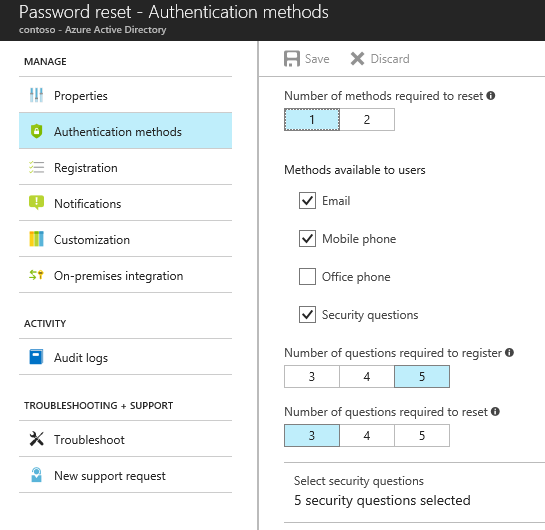 Password reset - Authentication methods
contoso - Azure Active Directory
MANAGE
Properties
Authentication methods
Registration
Notifications
Customization
On-premises integration
ACTIVITY
Audit logs
TROUBLESHOOTING + SUPPORT
Troubleshoot
New support request
Save Discard
Number of methods required to reset
1 2
Methods available to users
Email
Mobile phone
Office phone
Security questions
Number of questions required to register
3 4 5
Number of questions required to reset
3 4 5
Select security questions
5 security questions selected